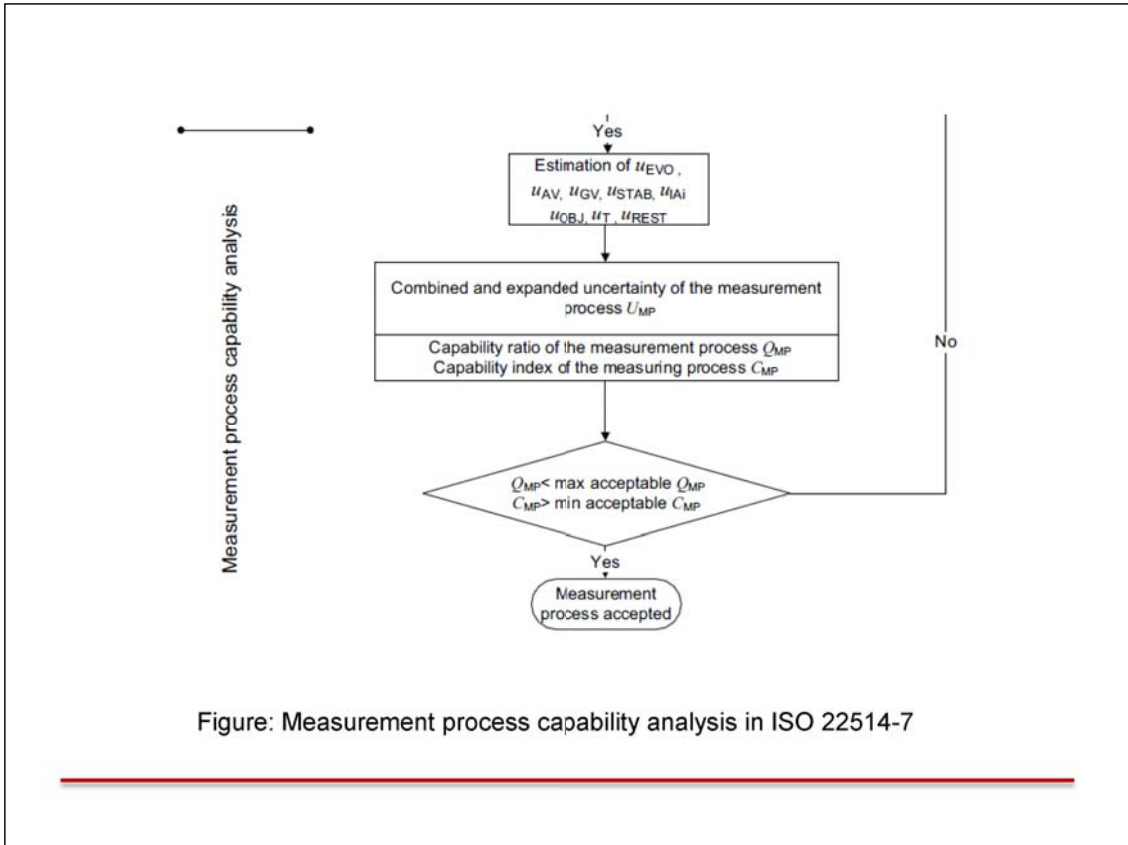 Yes
Estimation of uEVO ,
uAV, uGV, uSTAB, uIAi
uOBJ, uT , uREST
Measurement process capability analysis
Combined and expanded uncertainty of the measurement
process UMP
Capability ratio of the measurement process QMP
Capability index of the measuring process CMP
No
QMP< max acceptable QMP
CMP> min acceptable CMP
Yes
Measurement
process accepted
Figure: Measurement process capability analysis in ISO 22514-7